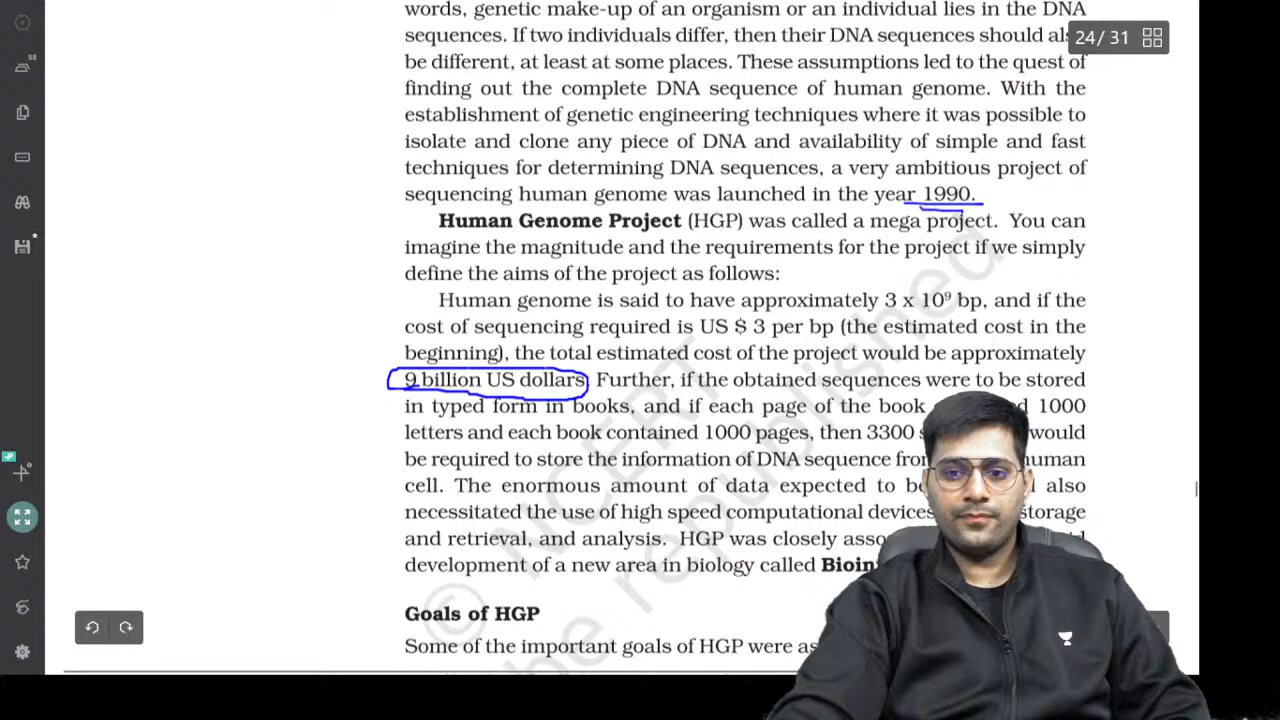 words, genetic make-up of an organism or an individual lies in the DNA
sequences. If two individuals differ, then their DNA sequences should als
24/ 31
be different, at least at some places. These assumptions led to the quest of
finding out the complete DNA sequence of human genome. With the
establishment of genetic engineering techniques where it was possible to
isolate and clone any piece of DNA and availability of simple and fast
techniques for determining DNA sequences, a very ambitious project of
sequencing human genome was launched in the year 1990.
Human Genome Project (HGP) was called a mega project. You can
imagine the magnitude and the requirements for the project if we simply
define the aims of the project as follows:
Human genome is said to have approximately 3 x 10⁹ bp, and if the
cost of sequencing required is US $ 3 per bp (the estimated cost in the
beginning), the total estimated cost of the project would be approximately
9 billion US dollars. Further, if the obtained sequences were to be stored
in typed form in books, and if each page of the book 1000
letters and each book contained 1000 pages, then 3300 would
be required to store the information of DNA sequence from human
cell. The enormous amount of data expected to be also
necessitated the use of high speed computational devices storage
and retrieval, and analysis. HGP was closely asso
development of a new area in biology called Bioin
Goals of HGP
Some of the important goals of HGP were as
© NCERT
be republished
58